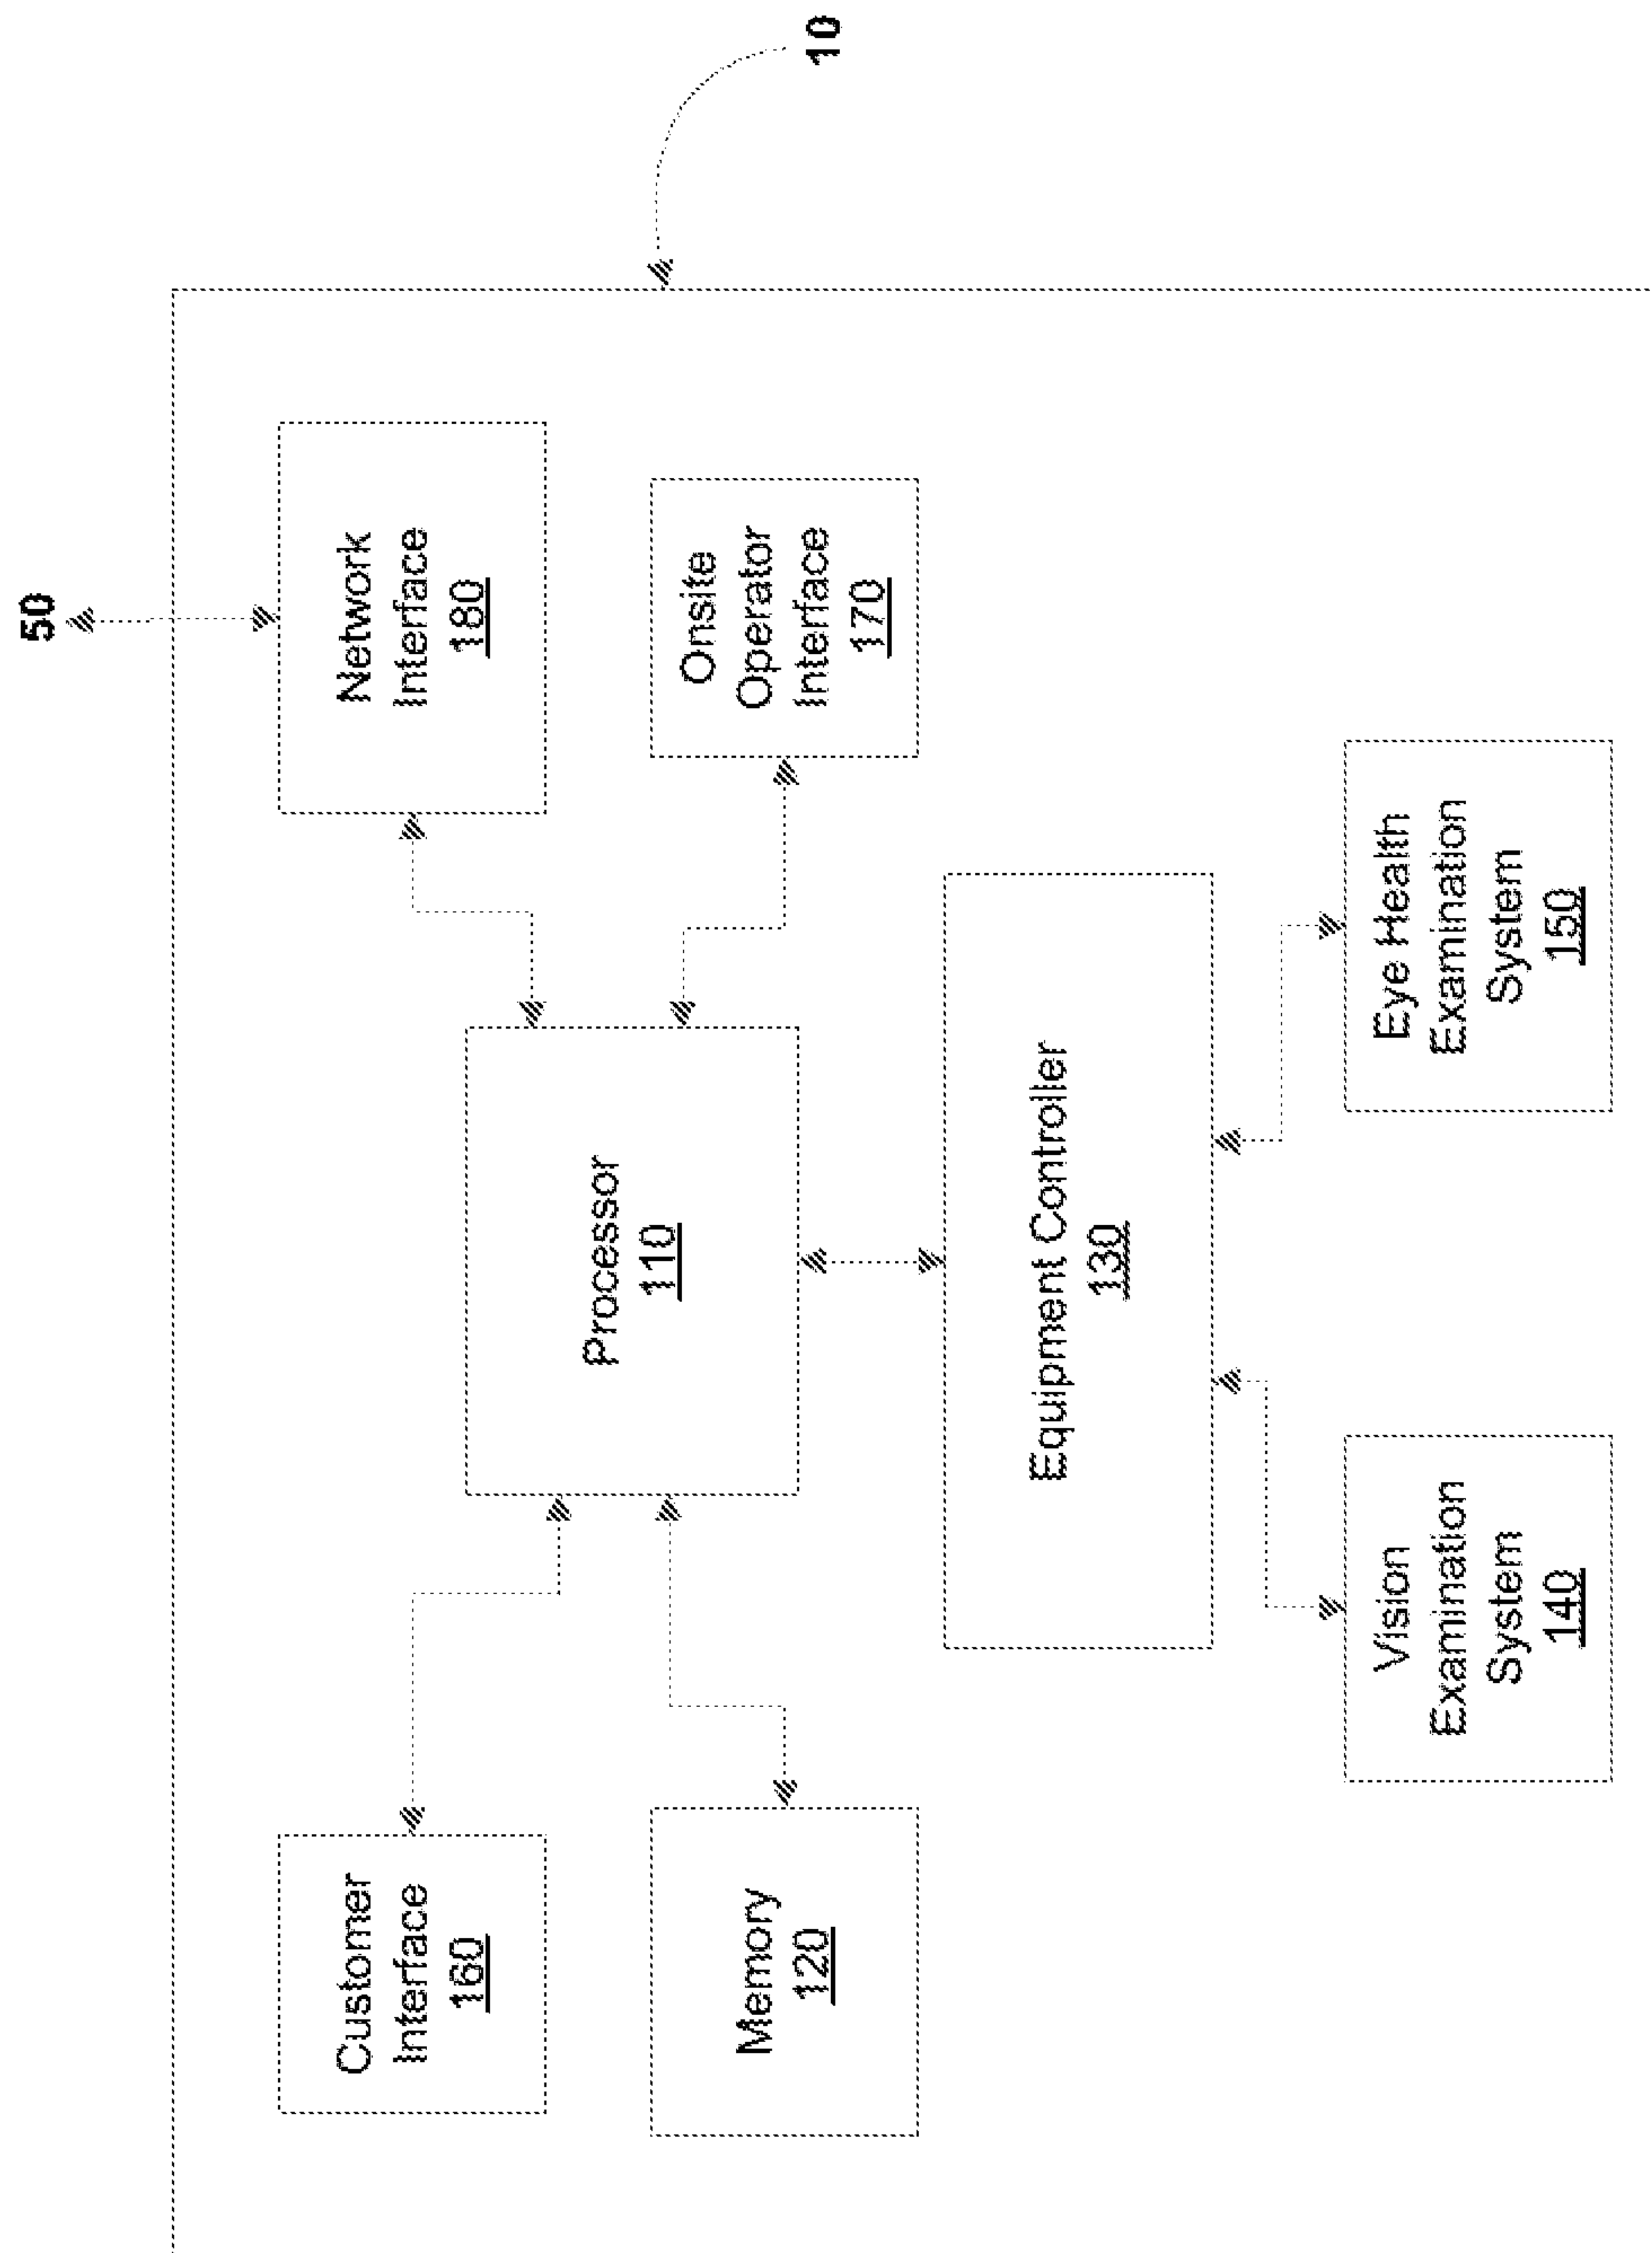 50
10
Customer
Interface
160
Network
Interface
180
Memory
120
Processor
110
Onsite
Operator
Interface
170
Equipment Controller
130
Vision
Examination
System
140
Eye Health
Examination
System
150